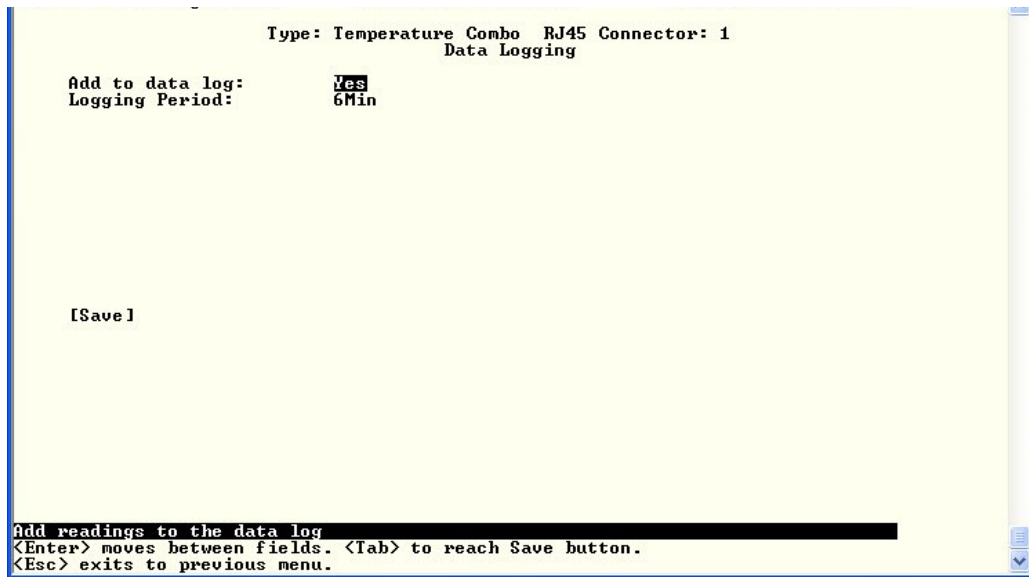 Type: Temperature Combo RJ45 Connector: 1
Data Logging
Add to data log: Yes
Logging Period: 6Min
[Save]
Add readings to the data log
<Enter> moves between fields. <Tab> to reach Save button.
<Esc> exits to previous menu.